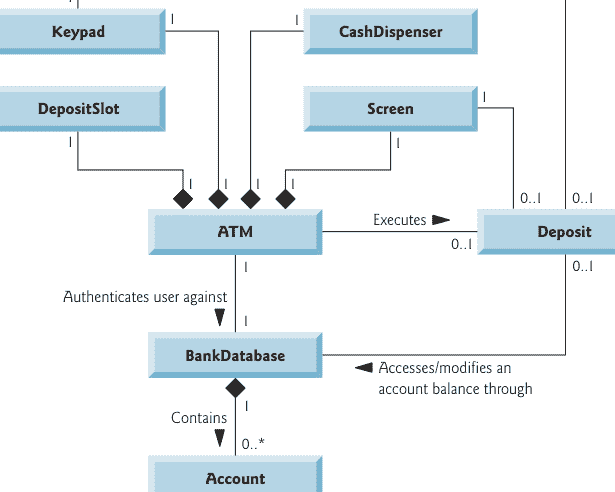 Keypad
1
1
CashDispenser
DepositSlot
Screen
1
1
1
1
1
1
1
0..1
0..1
ATM
Executes
0..1
Deposit
1
0..1
Authenticates user against
1
BankDatabase
Accesses/modifies an
account balance through
1
Contains
0..*
Account